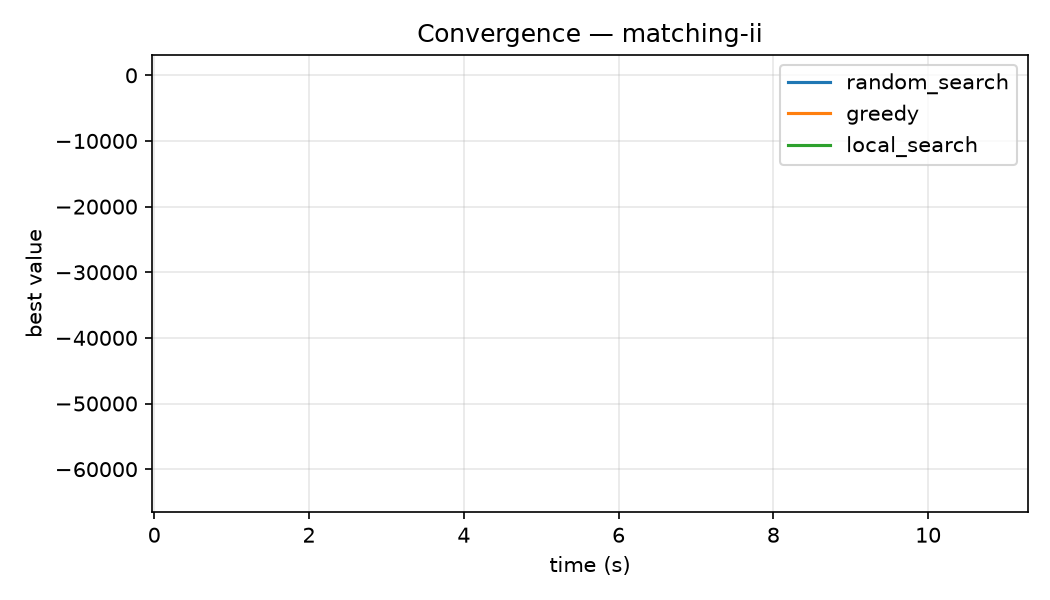 Convergence — matching-ii
random_search
greedy
local_search
best value
0
−10000
−20000
−30000
−40000
−50000
−60000
0 2 4 6 8 10
time (s)